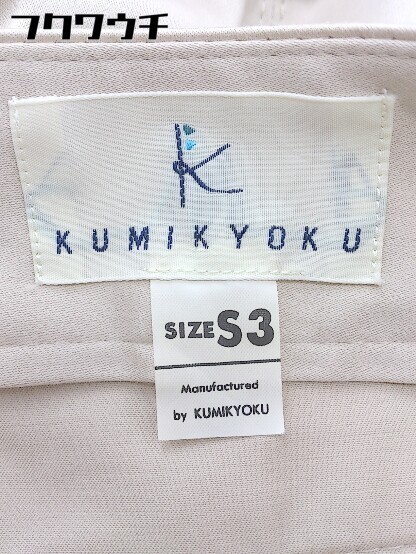 フクワウチ
K
KUMIKYOKU
SIZE S3
Manufactured
by KUMIKYOKU